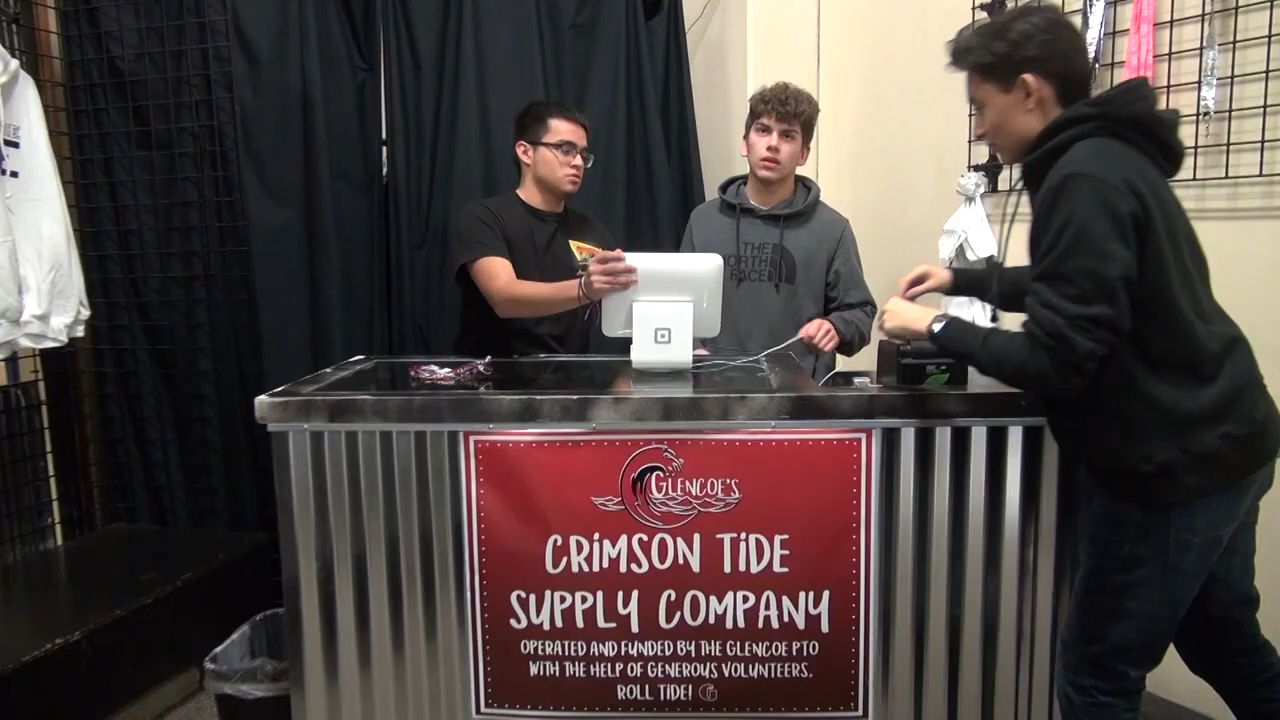 THE
NORTH
FACE
GLENCOE'S
CRIMSON TIDE
SUPPLY COMPANY
OPERATED AND FUNDED BY THE GLENCOE PTO
WITH THE HELP OF GENEROUS VOLUNTEERS.
ROLL TIDE! G